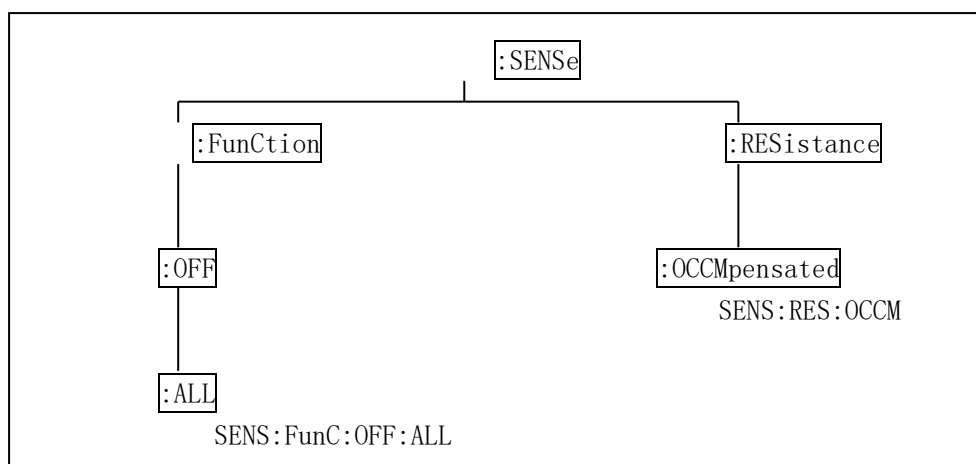 :SENSe
:FunCtion
:RESistance
:OFF
:OCCMpensated
SENS:RES:OCCM
:ALL
SENS:FunC:OFF:ALL